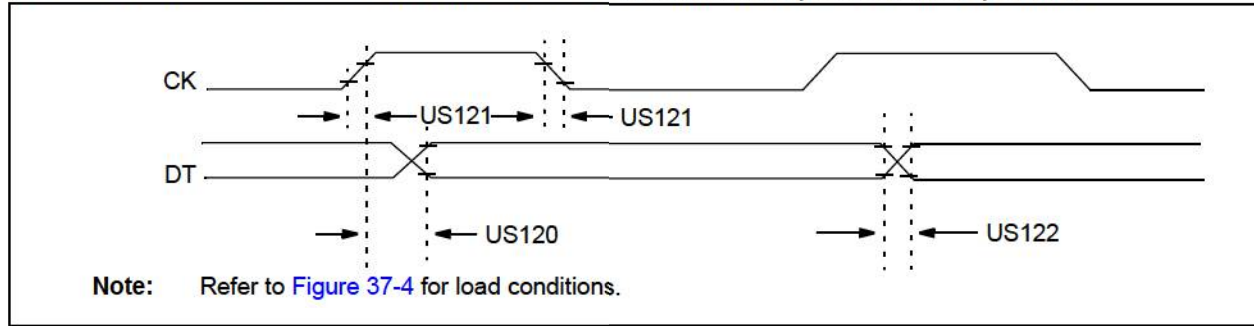 CK
US121
US121
DT
US120
US122
Note: Refer to Figure 37-4 for load conditions.